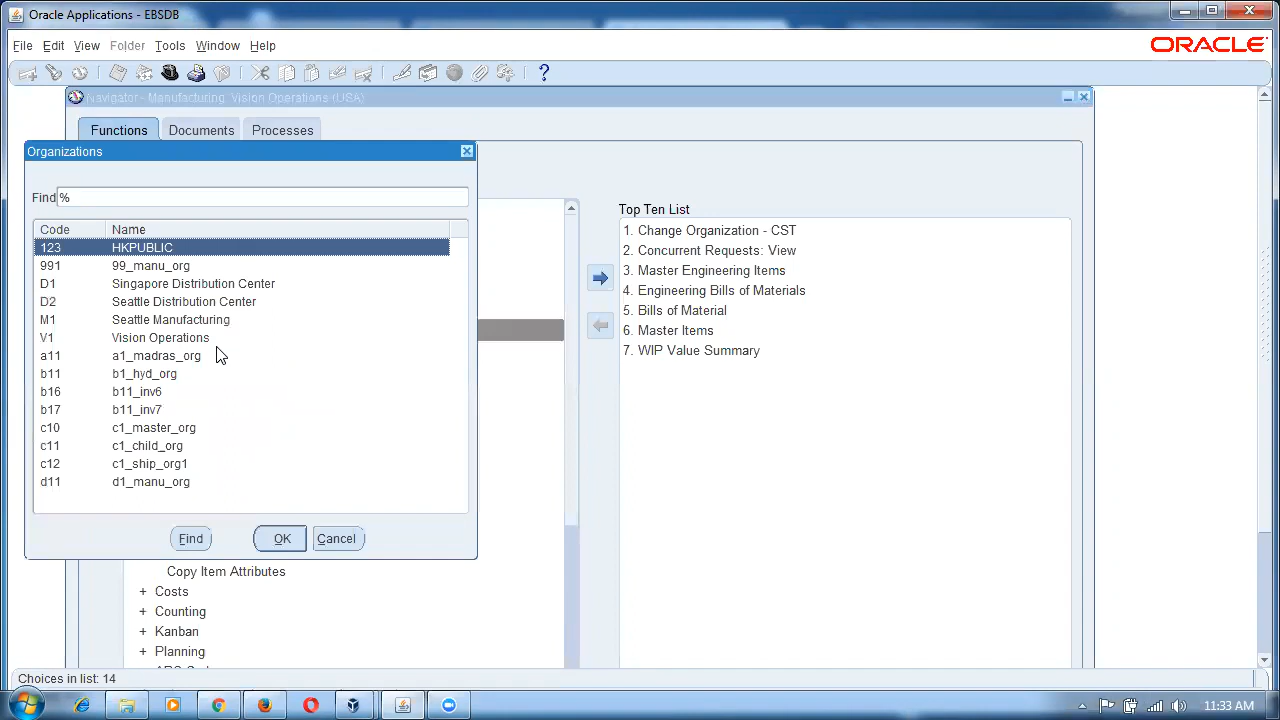 Oracle Applications - EBSDB
File Edit View Folder Tools Window Help
ORACLE
Navigator - Manufacturing, Vision Operations (USA)
Functions Documents Processes
Organizations
Find %
Code Name
123 HKPUBLIC
991 99_manu_org
D1 Singapore Distribution Center
D2 Seattle Distribution Center
M1 Seattle Manufacturing
V1 Vision Operations
a11 a1_madras_org
b11 b1_hyd_org
b16 b11_inv6
b17 b11_inv7
c10 c1_master_org
c11 c1_child_org
c12 c1_ship_org1
d11 d1_manu_org
Find OK Cancel
Top Ten List
1. Change Organization - CST
2. Concurrent Requests: View
3. Master Engineering Items
4. Engineering Bills of Materials
5. Bills of Material
6. Master Items
7. WIP Value Summary
Copy Item Attributes
+ Costs
+ Counting
+ Kanban
+ Planning
Choices in list: 14
11:33 AM